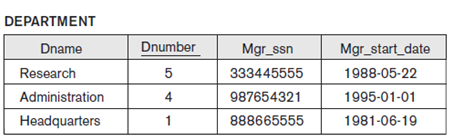 DEPARTMENT
Dname Dnumber Mgr_ssn Mgr_start_date
Research 5 333445555 1988-05-22
Administration 4 987654321 1995-01-01
Headquarters 1 888665555 1981-06-19